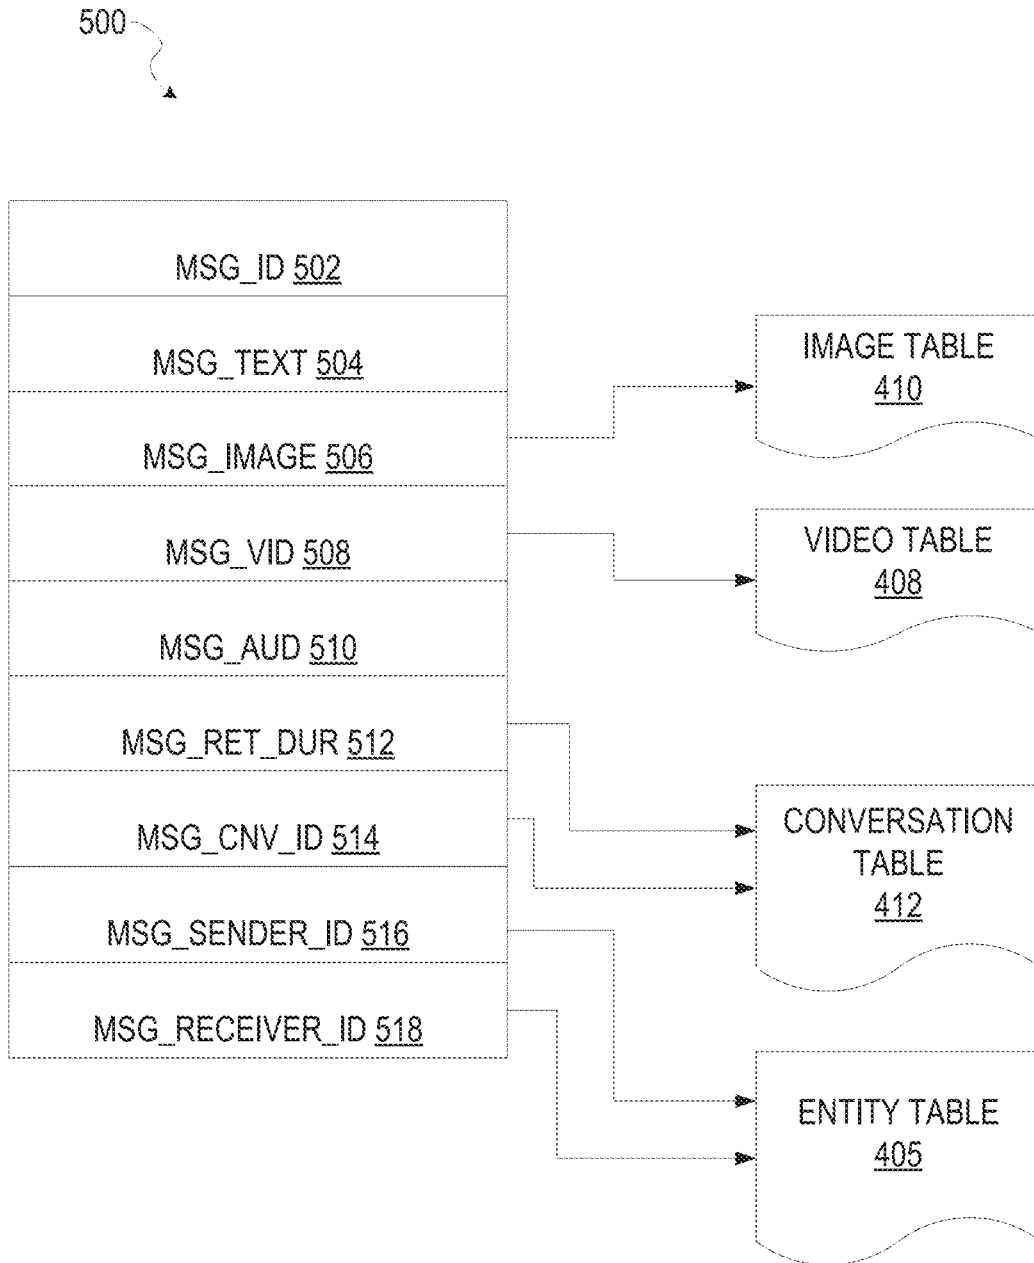 500
MSG_ID 502
MSG_TEXT 504
MSG_IMAGE 506
MSG_VID 508
MSG_AUD 510
MSG_RET_DUR 512
MSG_CNV_ID 514
MSG_SENDER_ID 516
MSG_RECEIVER_ID 518
IMAGE TABLE
410
VIDEO TABLE
408
CONVERSATION
TABLE
412
ENTITY TABLE
405